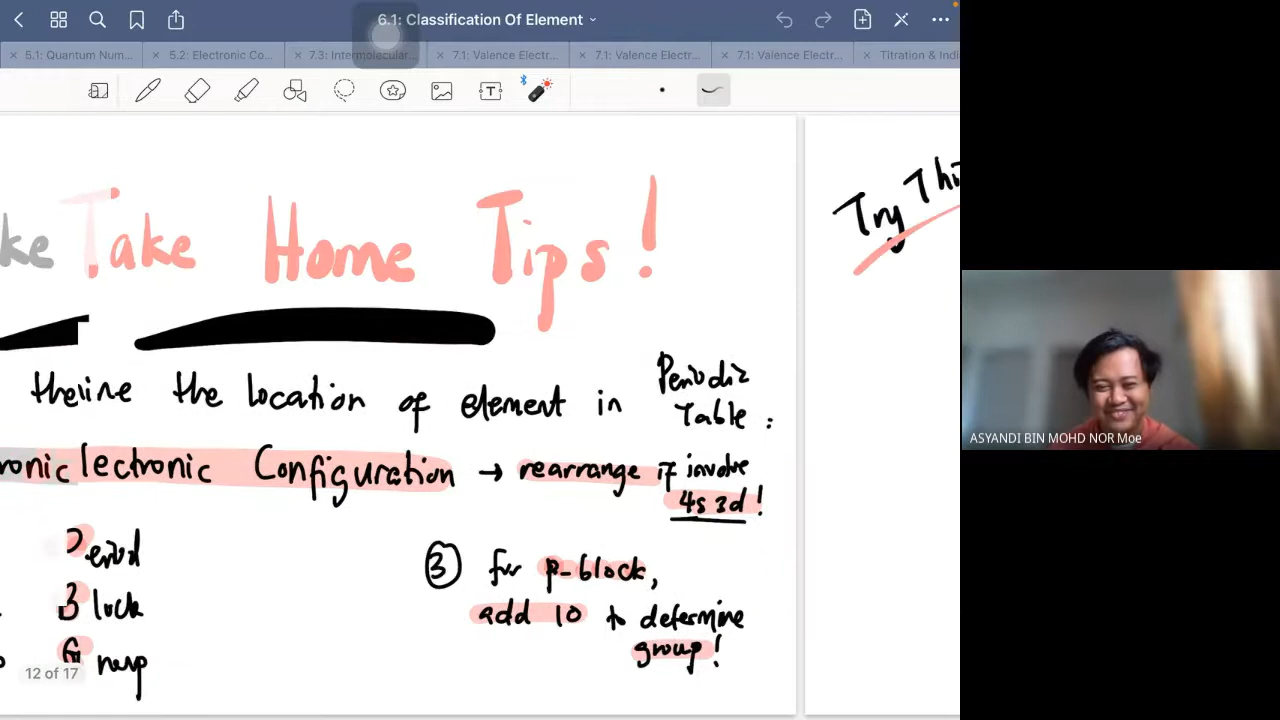 6.1: Classification Of Element
5.1: Quantum Num...
5.2: Electronic Co...
7.3: Intermolecular...
7.1: Valence Electr...
7.1: Valence Electr...
7.1: Valence Electr...
Titration & Indi
ke Take Home Tips!
Try Thi
the location of element in Periodic Table :
Configuration → rearrange if involve 4s 3d!
Period
Block
Group
③ for p-block,
add 10 to determine
group!
12 of 17
ASYANDI BIN MOHD NOR Moe